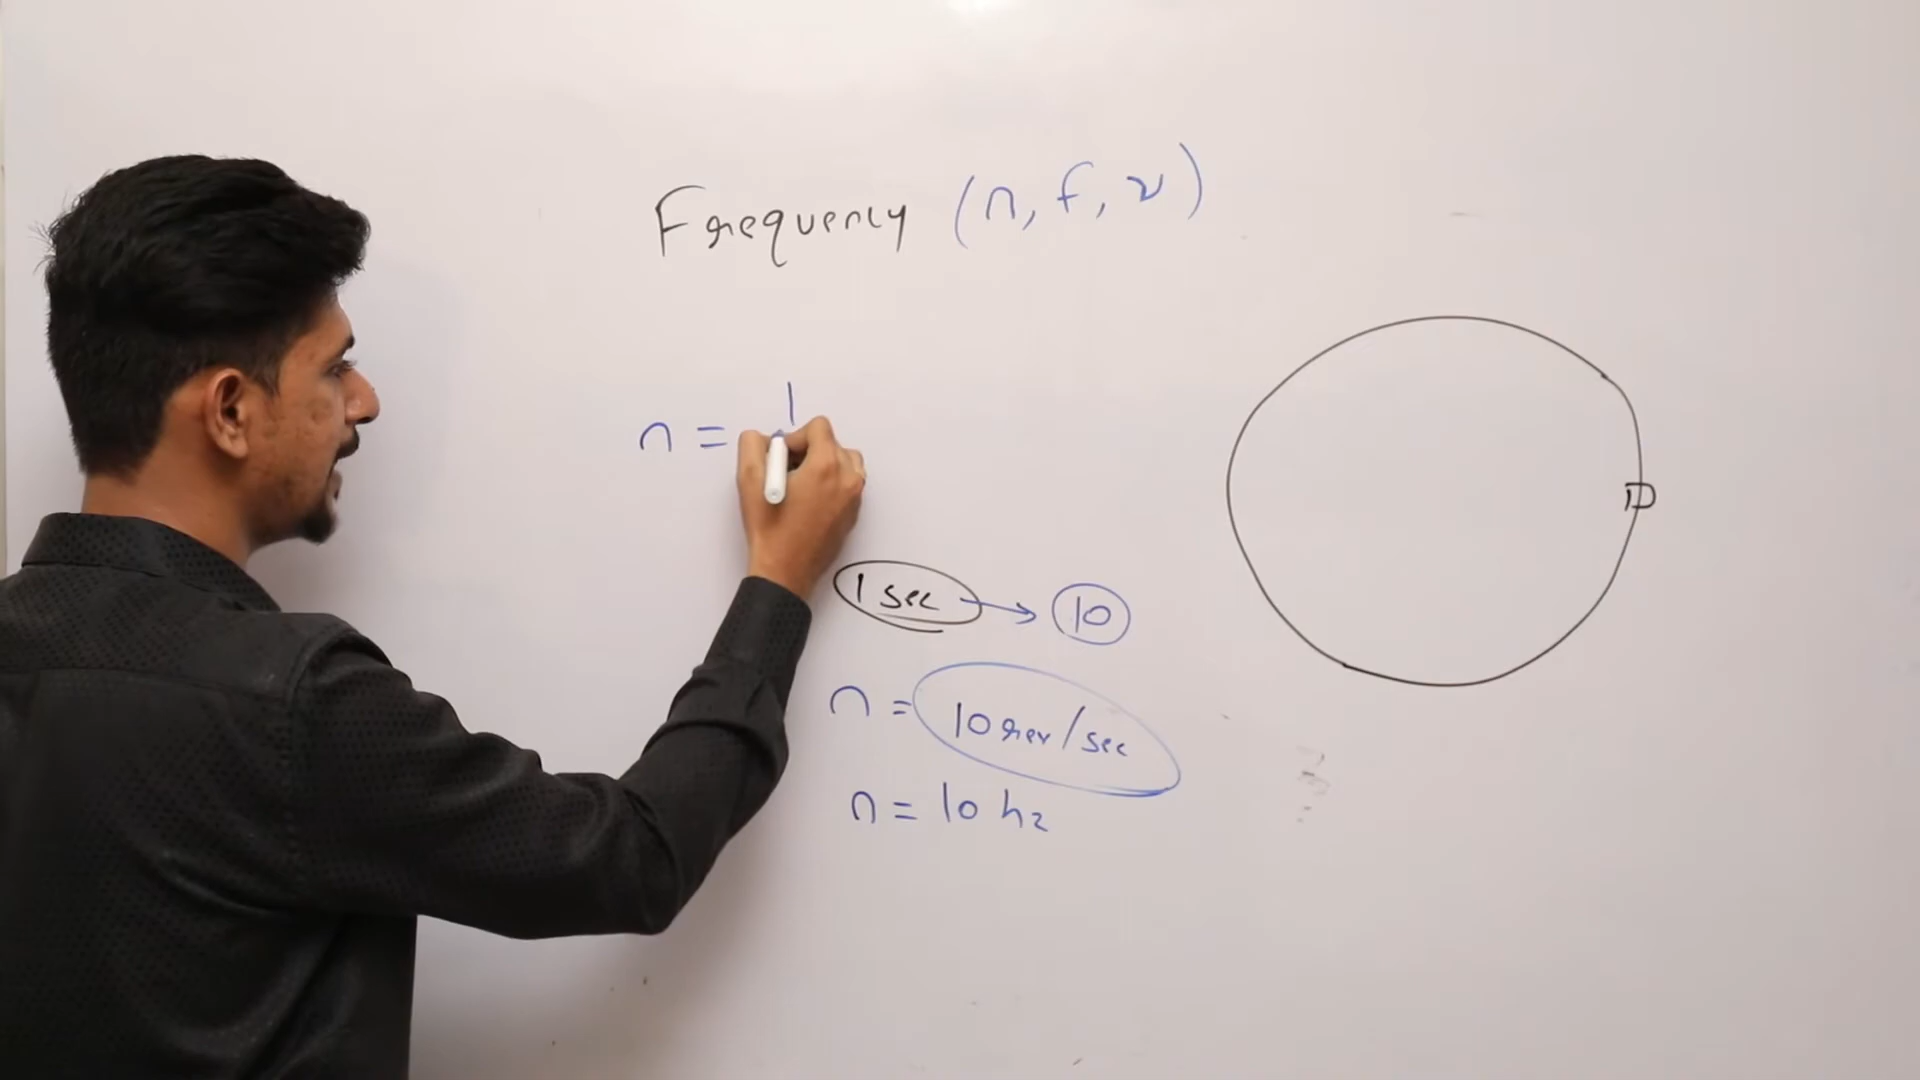 Frequency (n, f, ν)
n = 1
1 sec → 10
n = 10 rev/sec
n = 10 hz